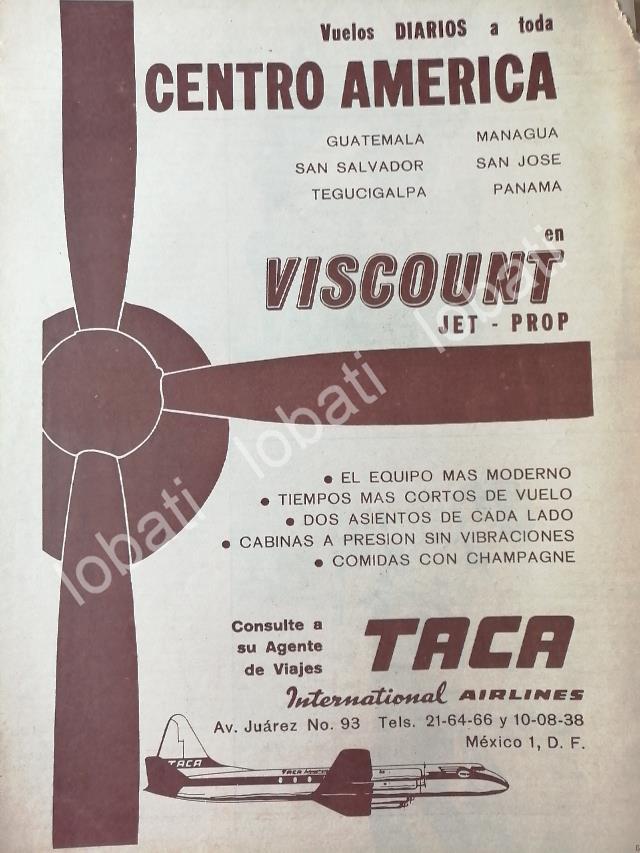 Vuelos DIARIOS a toda
CENTRO AMERICA
GUATEMALA MANAGUA
SAN SALVADOR SAN JOSE
TEGUCIGALPA PANAMA
en
VISCOUNT
JET - PROP
• EL EQUIPO MAS MODERNO
• TIEMPOS MAS CORTOS DE VUELO
• DOS ASIENTOS DE CADA LADO
• CABINAS A PRESION SIN VIBRACIONES
• COMIDAS CON CHAMPAGNE
Consulte a
su Agente
de Viajes
TACA
International AIRLINES
Av. Juárez No. 93 Tels. 21-64-66 y 10-08-38
México 1, D. F.
TACA
TACA
lobati lobati lobati